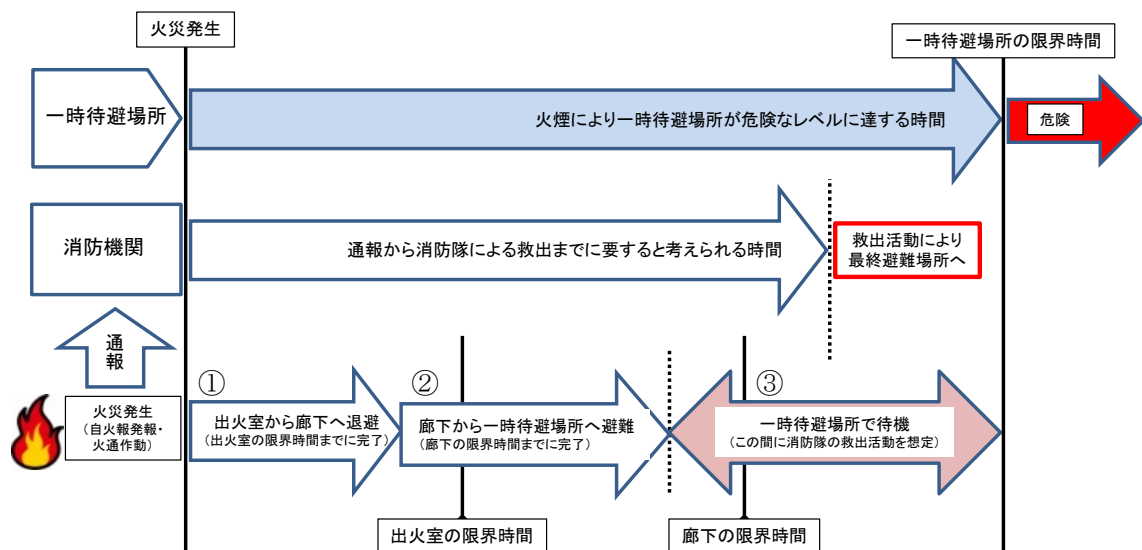 火災発生
一時待避場所の限界時間
一時待避場所
火煙により一時待避場所が危険なレベルに達する時間
危険
消防機関
通報から消防隊による救出までに要すると考えられる時間
救出活動により
最終避難場所へ
通報
火災発生
(自火報発報・
火通作動)
①
出火室から廊下へ退避
(出火室の限界時間までに完了)
②
廊下から一時待避場所へ避難
(廊下の限界時間までに完了)
③
一時待避場所で待機
(この間に消防隊の救出活動を想定)
出火室の限界時間
廊下の限界時間